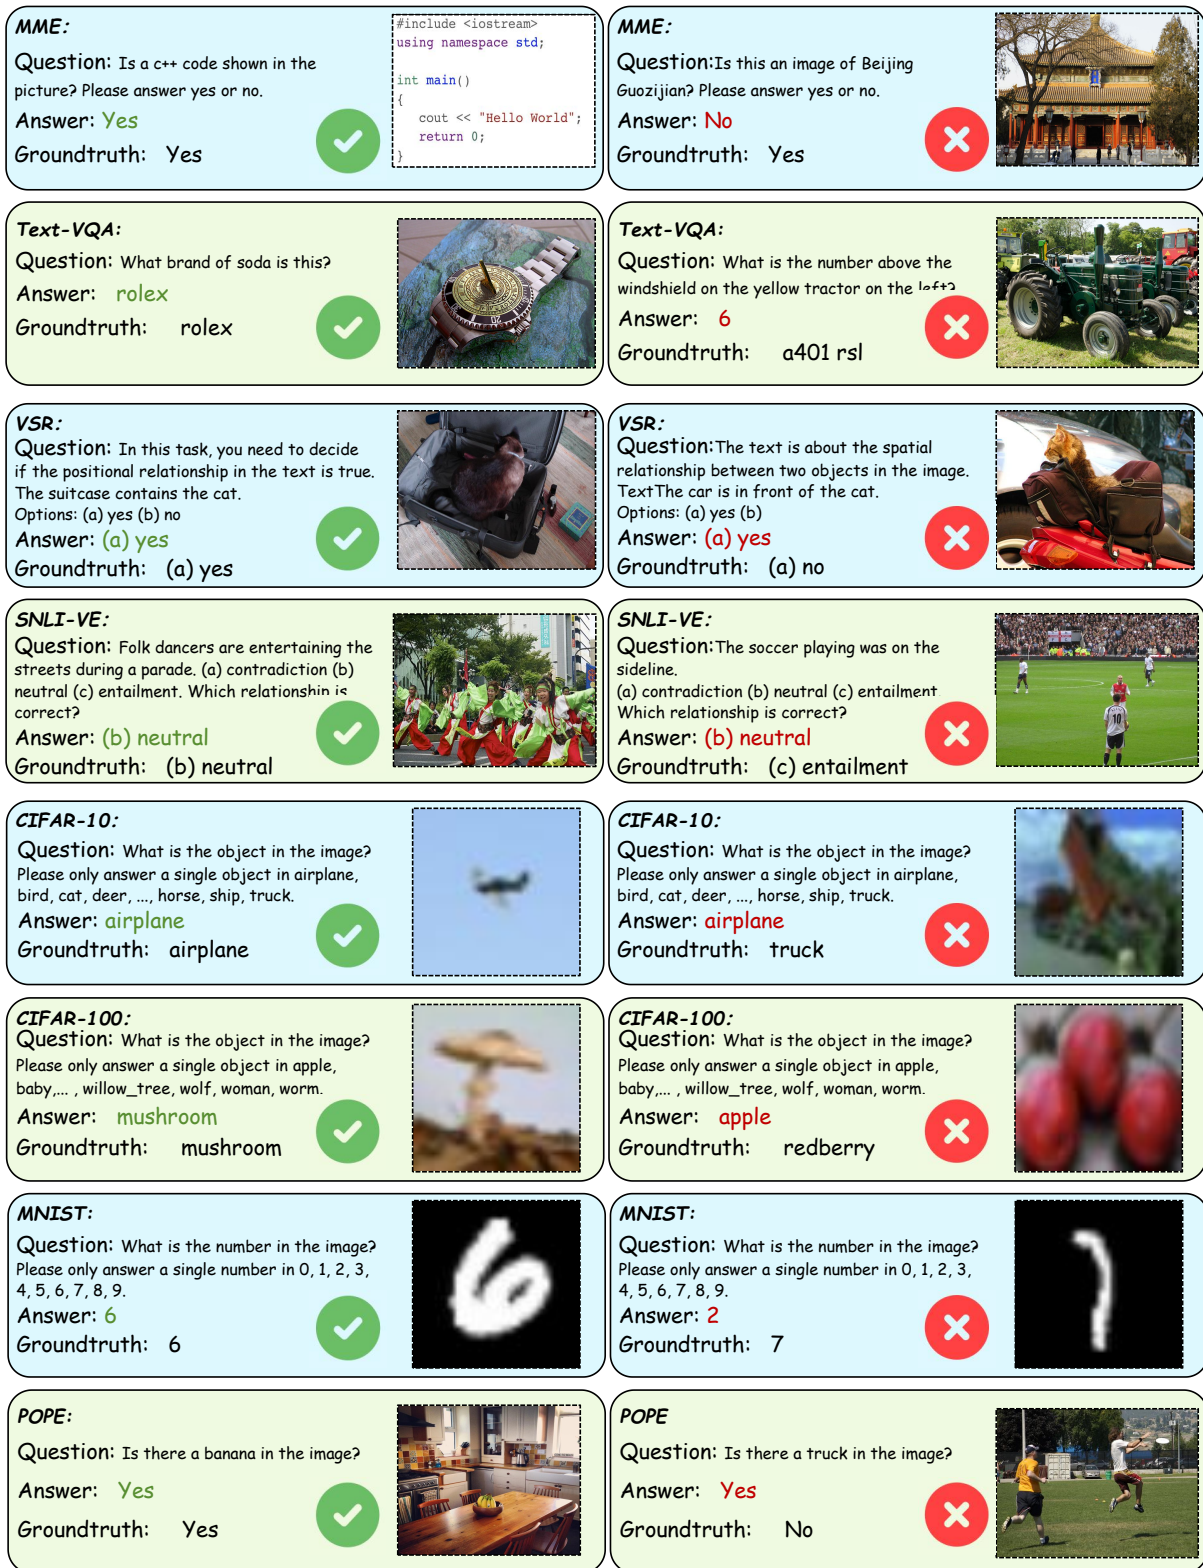 MME:
Question: Is a c++ code shown in the
picture? Please answer yes or no.
Answer: Yes
Groundtruth: Yes
#include <iostream>
using namespace std;
int main()
{
cout << "Hello World";
return 0;
}
MME:
Question:Is this an image of Beijing
Guozijian? Please answer yes or no.
Answer: No
Groundtruth: Yes
Text-VQA:
Question: What brand of soda is this?
Answer: rolex
Groundtruth: rolex
20
Text-VQA:
Question: What is the number above the
windshield on the yellow tractor on the left?
Answer: 6
Groundtruth: a401 rsl
VSR:
Question: In this task, you need to decide
if the positional relationship in the text is true.
The suitcase contains the cat.
Options: (a) yes (b) no
Answer: (a) yes
Groundtruth: (a) yes
VSR:
Question:The text is about the spatial
relationship between two objects in the image.
TextThe car is in front of the cat.
Options: (a) yes (b)
Answer: (a) yes
Groundtruth: (a) no
SNLI-VE:
Question: Folk dancers are entertaining the
streets during a parade. (a) contradiction (b)
neutral (c) entailment. Which relationship is
correct?
Answer: (b) neutral
Groundtruth: (b) neutral
SNLI-VE:
Question:The soccer playing was on the
sideline.
(a) contradiction (b) neutral (c) entailment
Which relationship is correct?
Answer: (b) neutral
Groundtruth: (c) entailment
10
CIFAR-10:
Question: What is the object in the image?
Please only answer a single object in airplane,
bird, cat, deer, ..., horse, ship, truck.
Answer: airplane
Groundtruth: airplane
CIFAR-10:
Question: What is the object in the image?
Please only answer a single object in airplane,
bird, cat, deer, ..., horse, ship, truck.
Answer: airplane
Groundtruth: truck
CIFAR-100:
Question: What is the object in the image?
Please only answer a single object in apple,
baby,... , willow_tree, wolf, woman, worm.
Answer: mushroom
Groundtruth: mushroom
CIFAR-100:
Question: What is the object in the image?
Please only answer a single object in apple,
baby,... , willow_tree, wolf, woman, worm.
Answer: apple
Groundtruth: redberry
MNIST:
Question: What is the number in the image?
Please only answer a single number in 0, 1, 2, 3,
4, 5, 6, 7, 8, 9.
Answer: 6
Groundtruth: 6
6
MNIST:
Question: What is the number in the image?
Please only answer a single number in 0, 1, 2, 3,
4, 5, 6, 7, 8, 9.
Answer: 2
Groundtruth: 7
7
POPE:
Question: Is there a banana in the image?
Answer: Yes
Groundtruth: Yes
POPE
Question: Is there a truck in the image?
Answer: Yes
Groundtruth: No